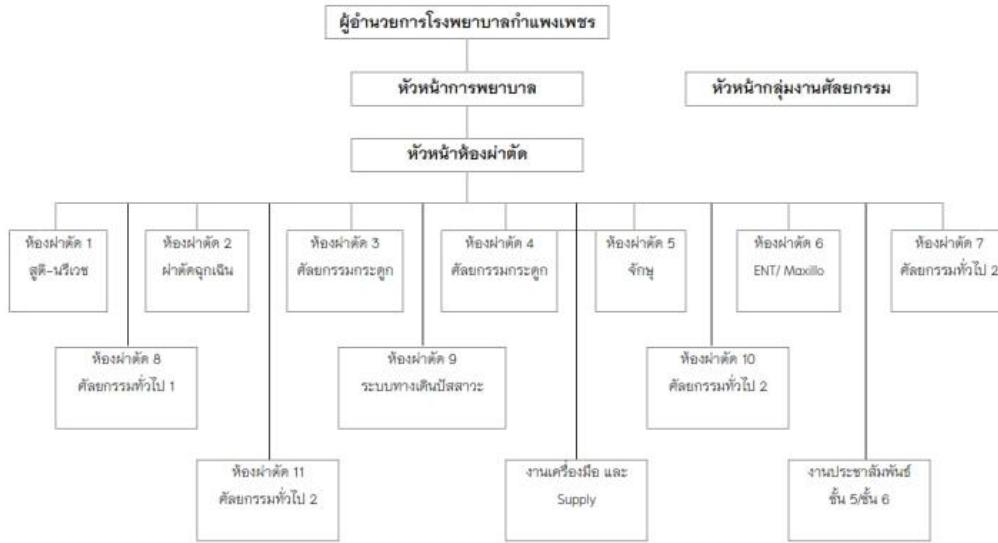 ผู้อำนวยการโรงพยาบาลกำแพงเพชร
หัวหน้าการพยาบาล
หัวหน้ากลุ่มงานศัลยกรรม
หัวหน้าห้องผ่าตัด
ห้องผ่าตัด 1
สูติ-นรีเวช
ห้องผ่าตัด 2
ผ่าตัดฉุกเฉิน
ห้องผ่าตัด 3
ศัลยกรรมกระดูก
ห้องผ่าตัด 4
ศัลยกรรมกระดูก
ห้องผ่าตัด 5
จักษุ
ห้องผ่าตัด 6
ENT/ Maxillo
ห้องผ่าตัด 7
ศัลยกรรมทั่วไป 2
ห้องผ่าตัด 8
ศัลยกรรมทั่วไป 1
ห้องผ่าตัด 9
ระบบทางเดินปัสสาวะ
ห้องผ่าตัด 10
ศัลยกรรมทั่วไป 2
ห้องผ่าตัด 11
ศัลยกรรมทั่วไป 2
งานเครื่องมือ และ
Supply
งานประชาสัมพันธ์
ชั้น 5/ชั้น 6